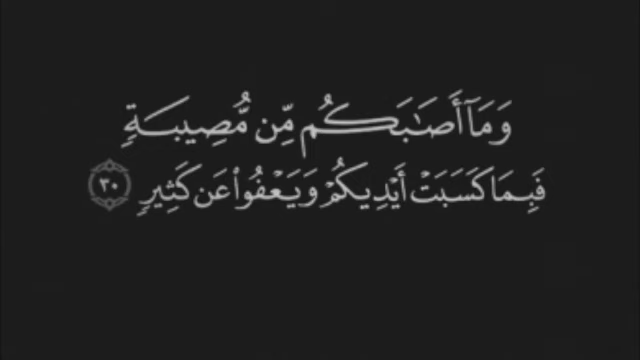 وَمَآ أَصَٰبَكُم مِّن مُّصِيبَةٍ
فَبِمَا كَسَبَتْ أَيْدِيكُمْ وَيَعْفُوا۟ عَن كَثِيرٍ ٣٠